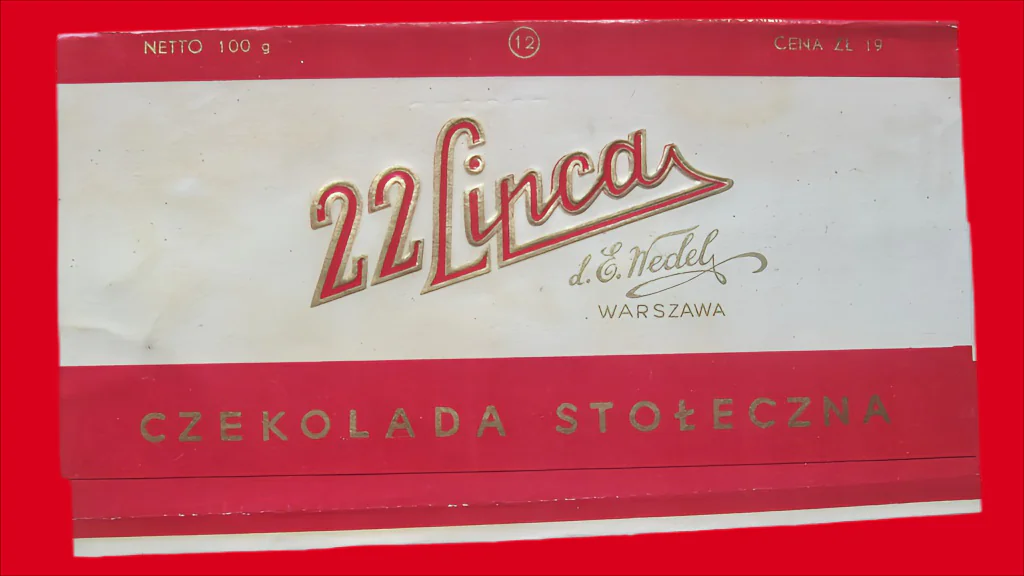 NETTO 100 g
12
CENA ZŁ 19
22 Lipca
d. E. Wedel
WARSZAWA
CZEKOLADA STOŁECZNA